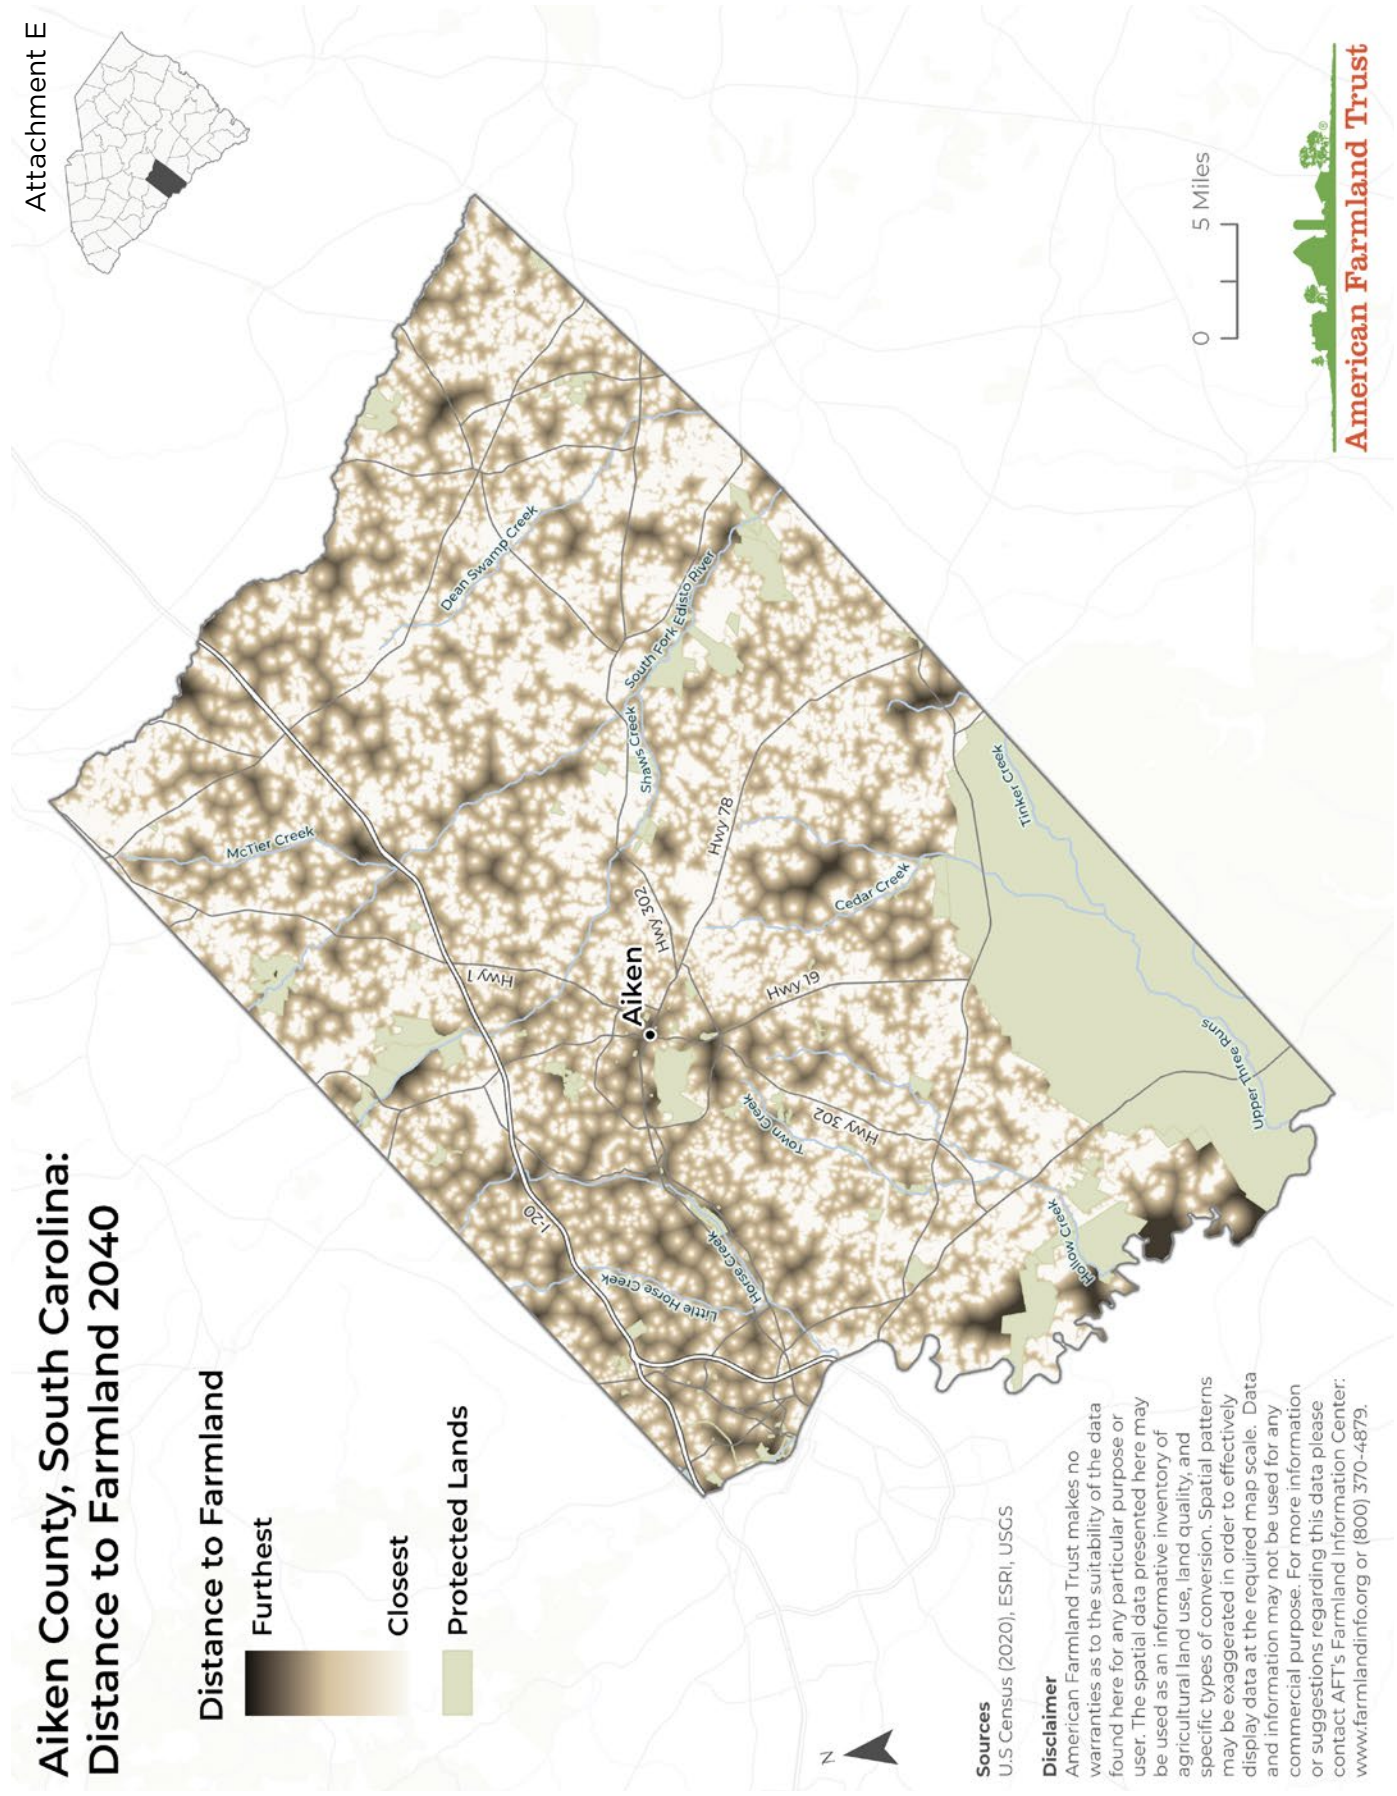 Attachment E
Aiken County, South Carolina:
Distance to Farmland 2040
Distance to Farmland
Furthest
Closest
Protected Lands
McTier Creek
Dean Swamp Creek
South Fork Edisto River
Shaws Creek
Hwy 1
Hwy 302
Hwy 78
Aiken
Hwy 19
Cedar Creek
Tinker Creek
Upper Three Runs
I-20
Little Horse Creek
Horse Creek
Town Creek
Hwy 302
Hollow Creek
N
Sources
U.S Census (2020), ESRI, USGS
Disclaimer
American Farmland Trust makes no
warranties as to the suitability of the data
found here for any particular purpose or
user. The spatial data presented here may
be used as an informative inventory of
agricultural land use, land quality, and
specific types of conversion. Spatial patterns
may be exaggerated in order to effectively
display data at the required map scale. Data
and information may not be used for any
commercial purpose. For more information
or suggestions regarding this data please
contact AFT's Farmland Information Center:
www.farmlandinfo.org or (800) 370-4879.
0 5 Miles
®
American Farmland Trust